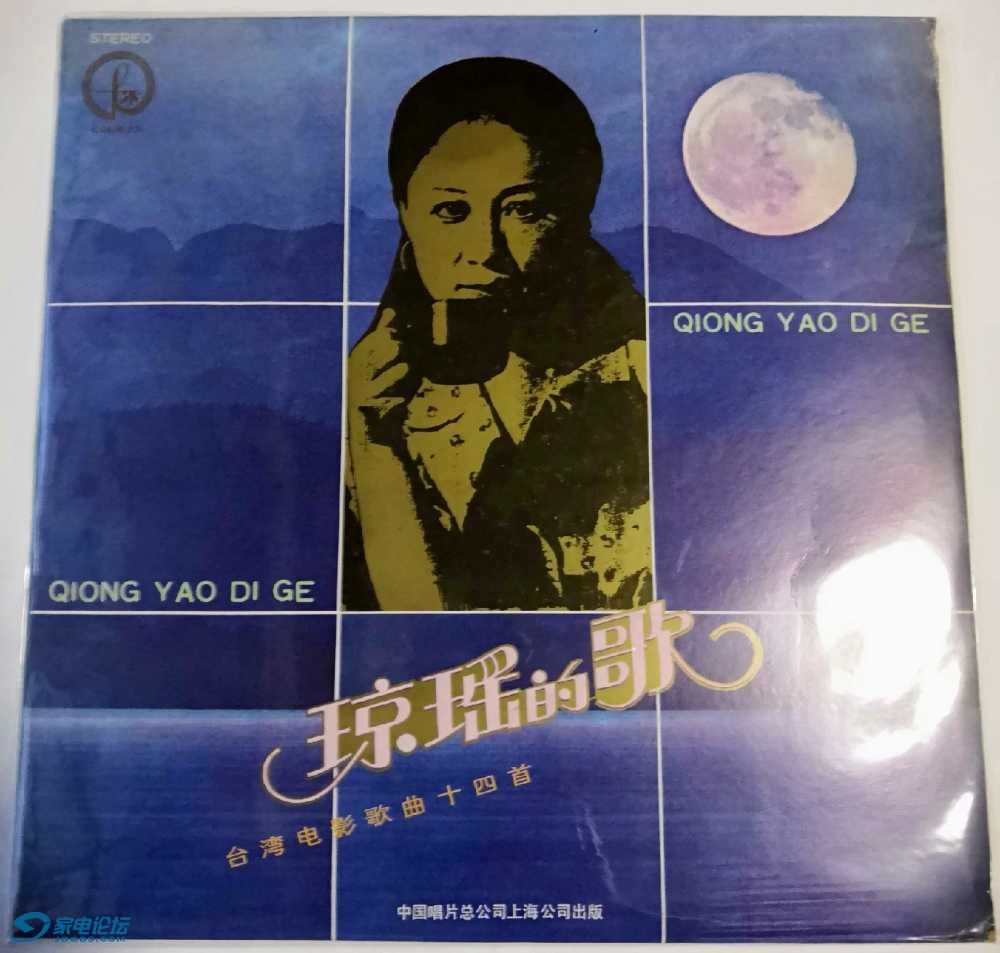 STEREO
QIONG YAO DI GE
QIONG YAO DI GE
琼瑶的歌
台湾电影歌曲十四首
中国唱片总公司上海公司出版
家电论坛